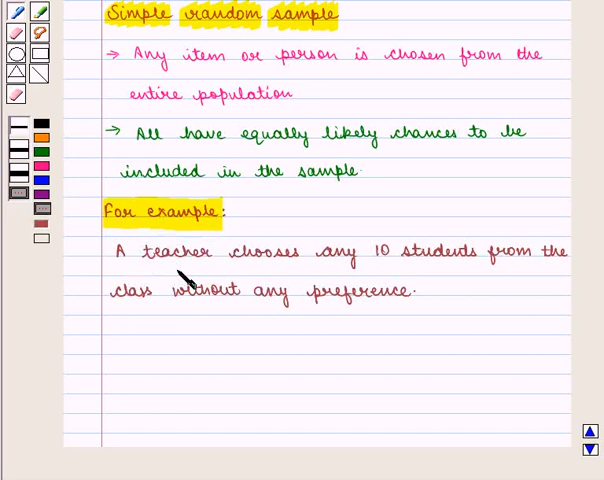 Simple random sample
→ Any item or person is chosen from the
entire population
→ All have equally likely chances to be
included in the sample.
For example:
A teacher chooses any 10 students from the
class without any preference.